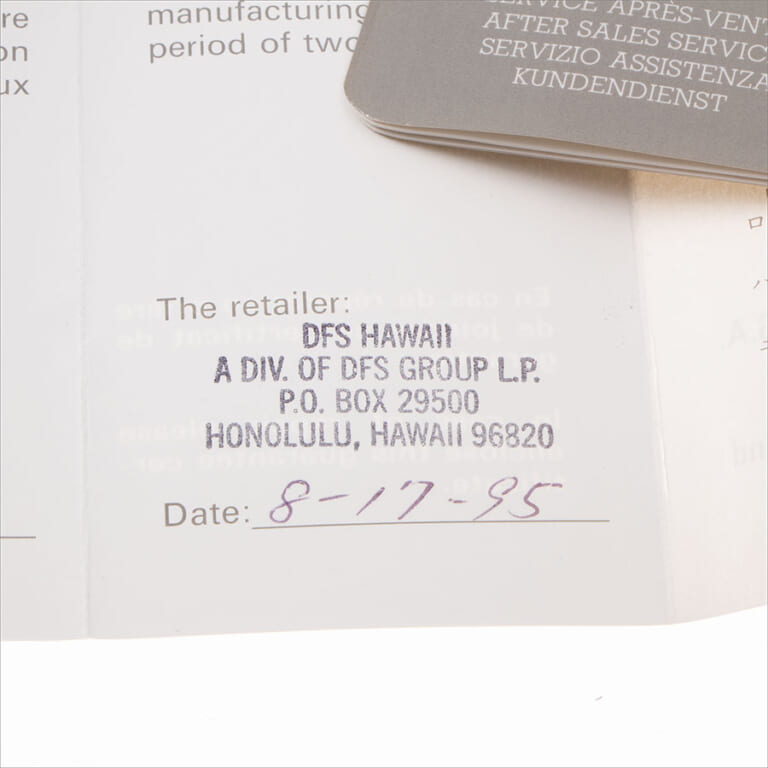 re
on
ux
manufacturing
period of two
SERVICE APRÈS-VENT
AFTER SALES SERVIC
SERVIZIO ASSISTENZA
KUNDENDIENST
The retailer:
DFS HAWAII
A DIV. OF DFS GROUP L.P.
P.O. BOX 29500
HONOLULU, HAWAII 96820
Date: 8-17-95